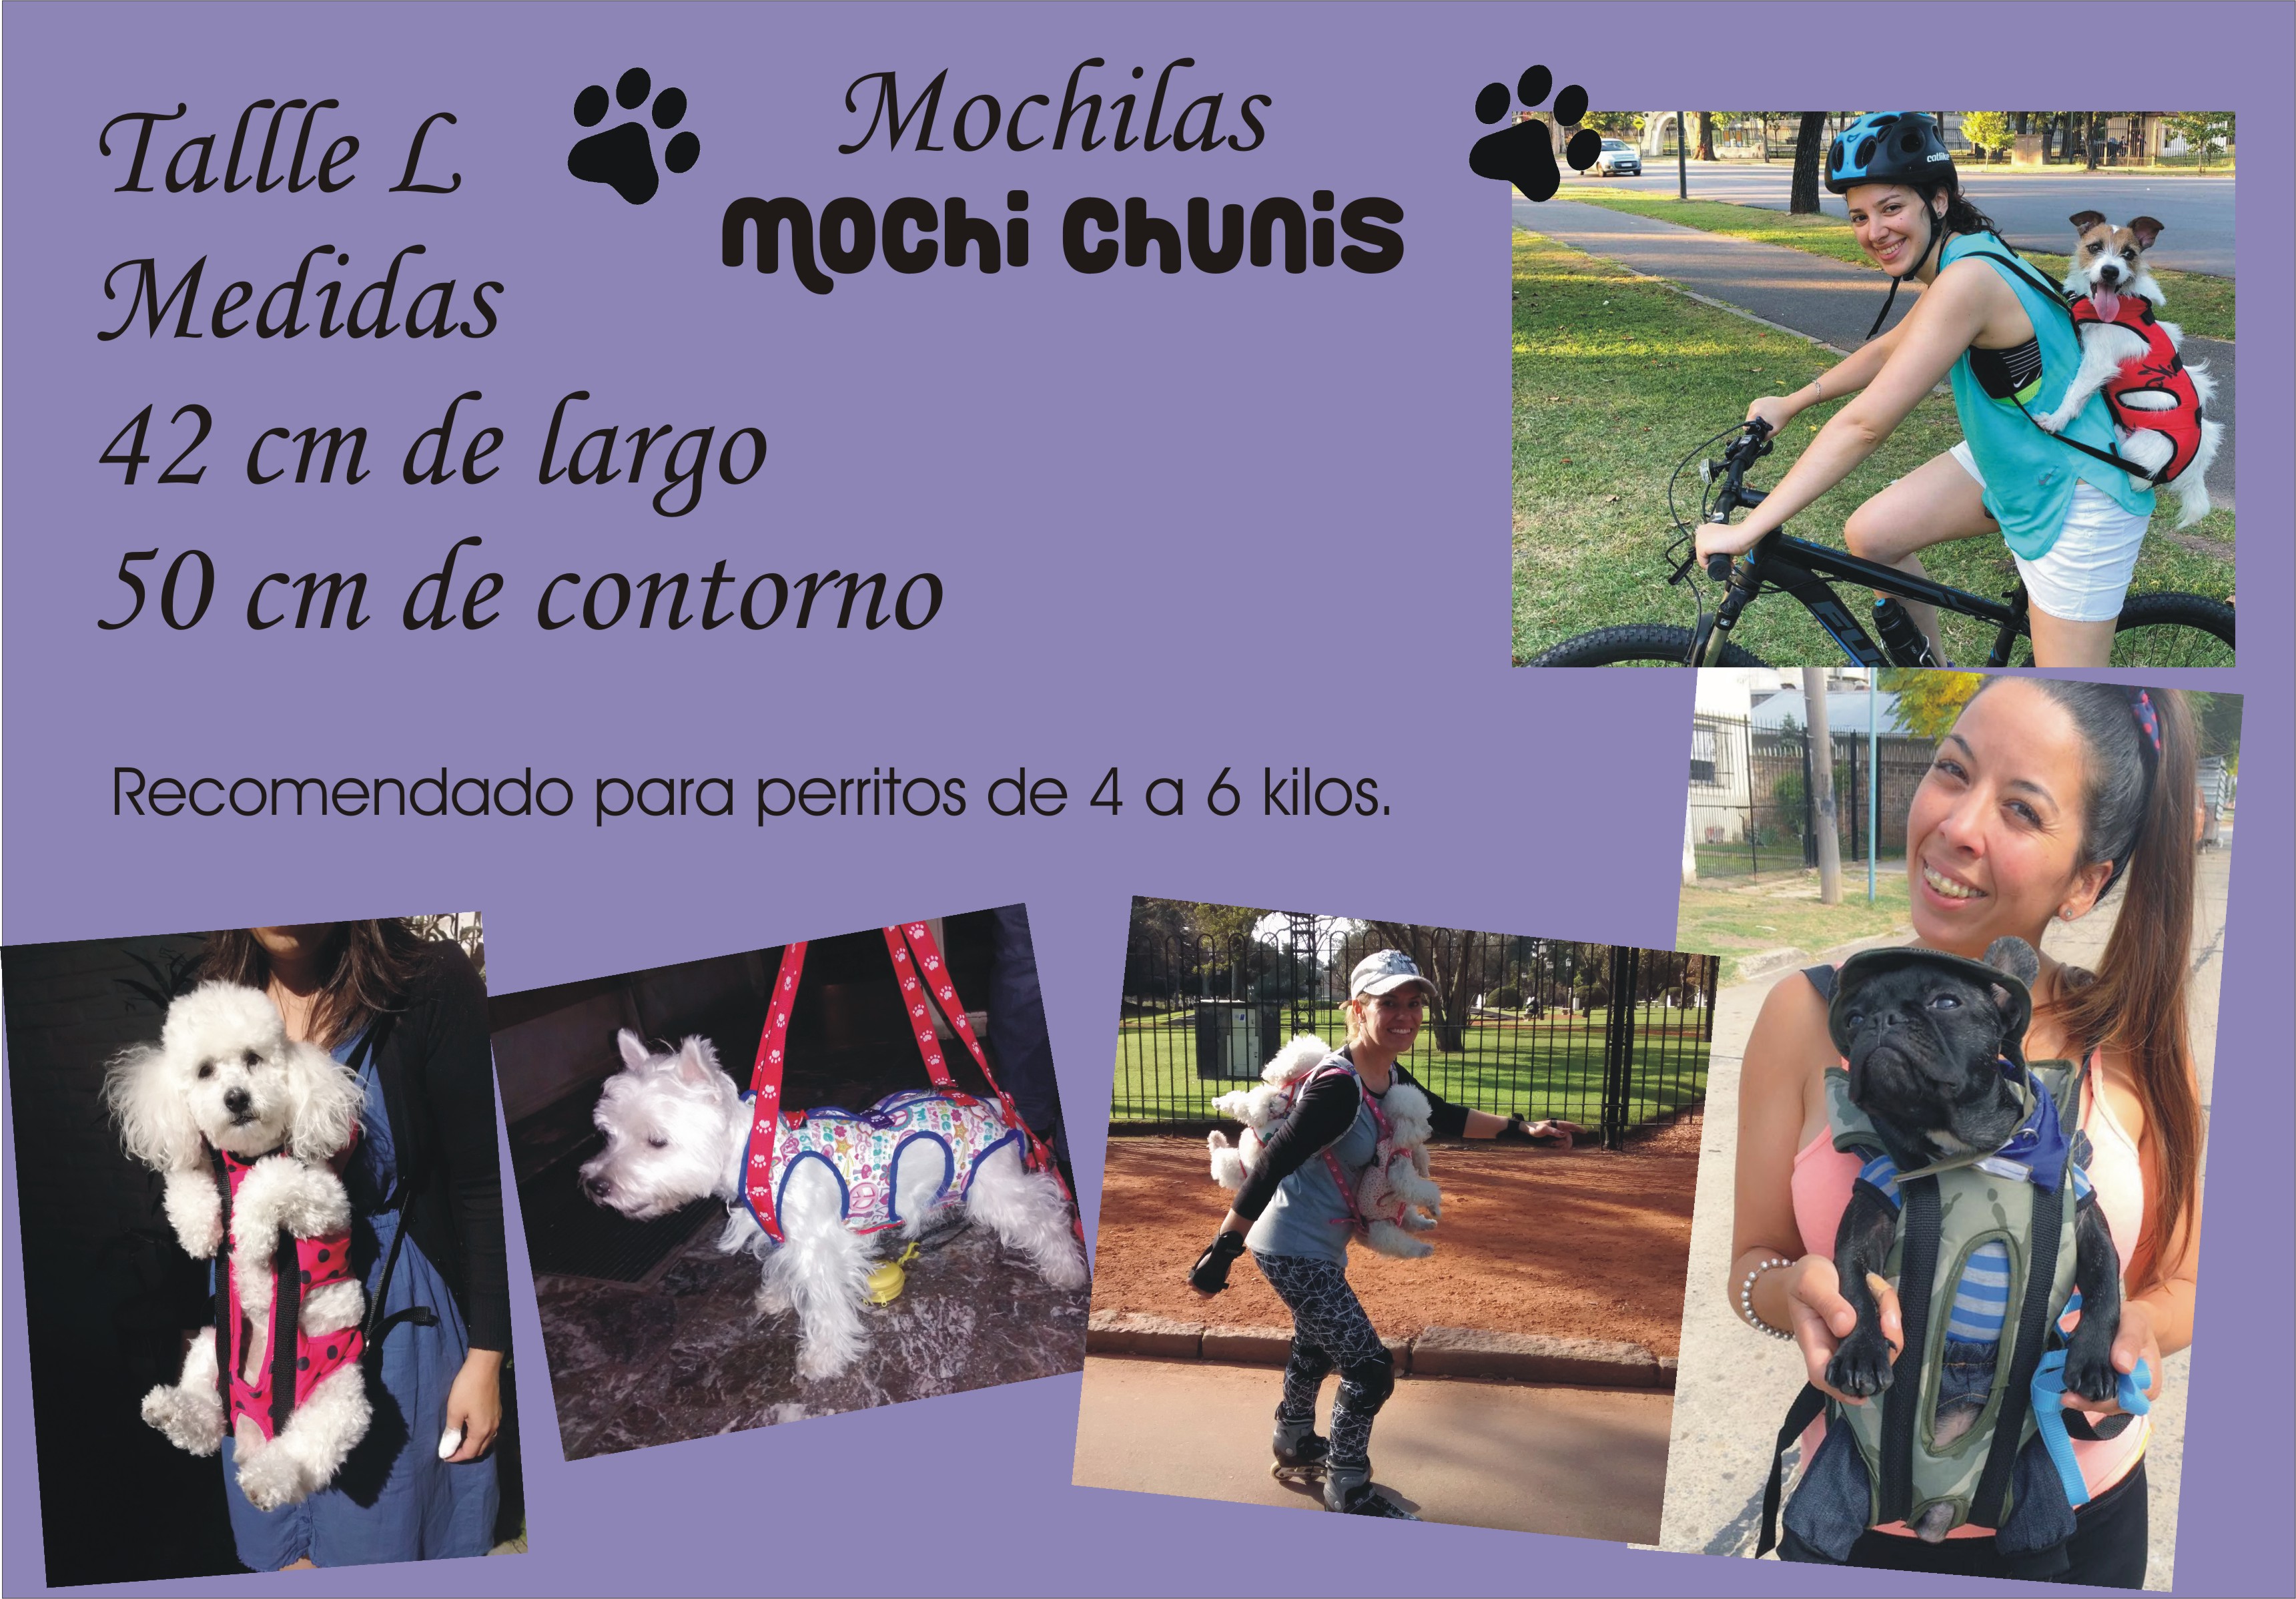 Tallle L
Medidas
42 cm de largo
50 cm de contorno
Mochilas
mochi chunis
Recomendado para perritos de 4 a 6 kilos.
catlike